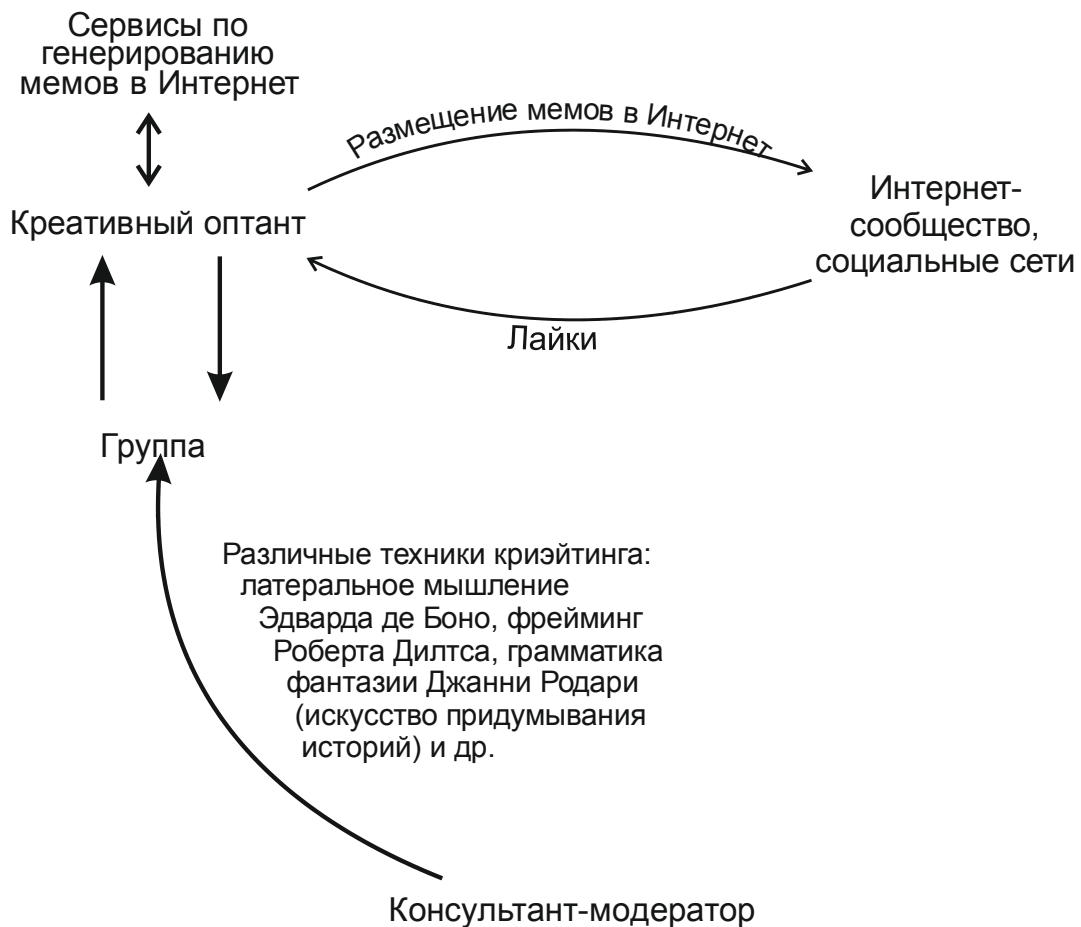 Сервисы по
генерированию
мемов в Интернет
Размещение мемов в Интернет
Креативный оптант
Интернет-
сообщество,
социальные сети
Лайки
Группа
Различные техники криэйтинга:
латеральное мышление
Эдварда де Боно, фрейминг
Роберта Дилтса, грамматика
фантазии Джанни Родари
(искусство придумывания
историй) и др.
Консультант-модератор